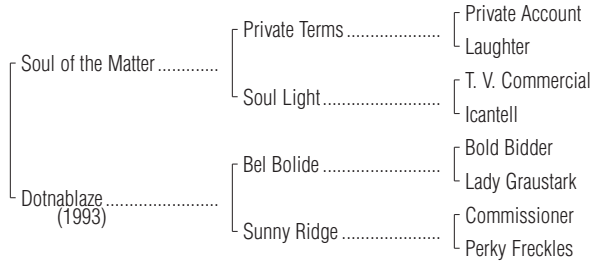 Private Account
Private Terms ....................
Laughter
Soul of the Matter .............
T. V. Commercial
Soul Light .........................
Icantell
Bold Bidder
Bel Bolide .........................
Lady Graustark
Dotnablaze ........................
(1993)
Commissioner
Sunny Ridge .....................
Perky Freckles